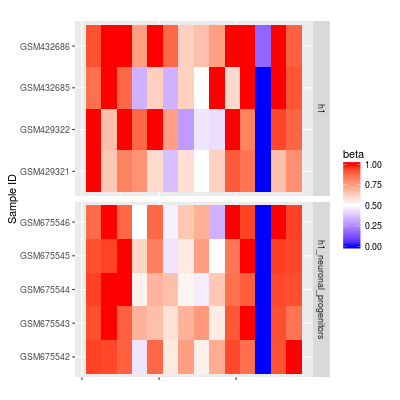 GSM432686
GSM432685
GSM429322
GSM429321
h1
GSM675546
GSM675545
GSM675544
GSM675543
GSM675542
h1_neuronal_progenitors
Sample ID
beta
1.00
0.75
0.50
0.25
0.00